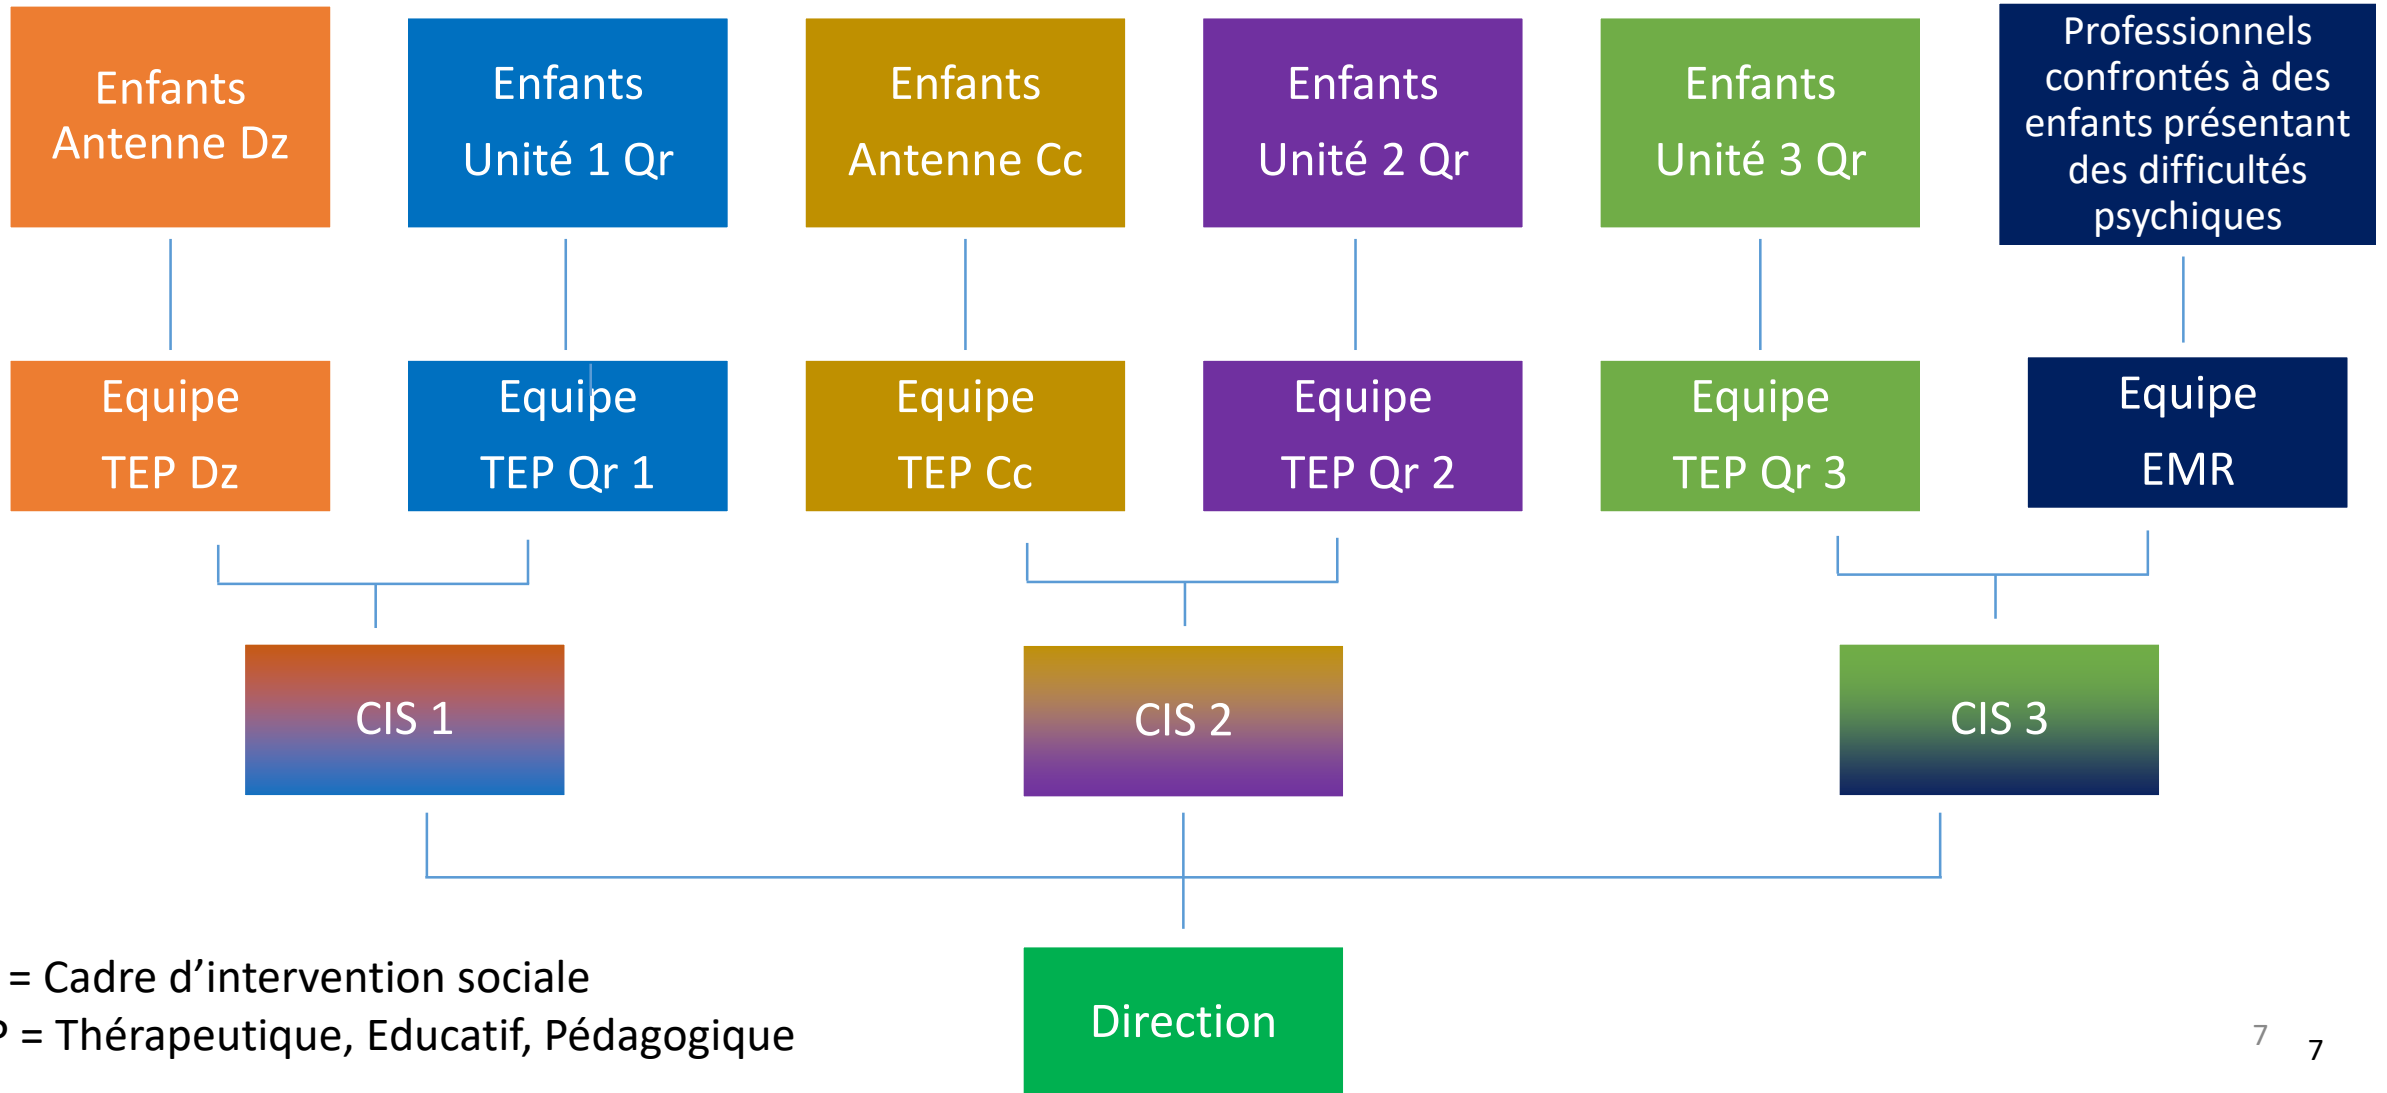 Enfants
Antenne Dz
Enfants
Unité 1 Qr
Enfants
Antenne Cc
Enfants
Unité 2 Qr
Enfants
Unité 3 Qr
Professionnels
confrontés à des
enfants présentant
des difficultés
psychiques
Equipe
TEP Dz
Equipe
TEP Qr 1
Equipe
TEP Cc
Equipe
TEP Qr 2
Equipe
TEP Qr 3
Equipe
EMR
CIS 1
CIS 2
CIS 3
= Cadre d’intervention sociale
P = Thérapeutique, Educatif, Pédagogique
Direction
7
7